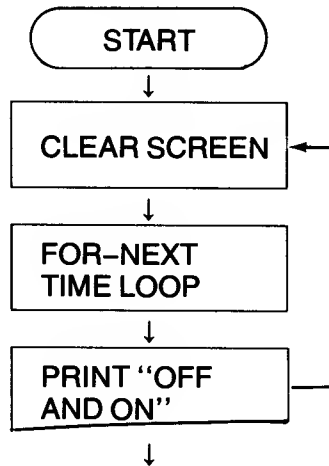 START
CLEAR SCREEN
FOR-NEXT
TIME LOOP
PRINT "OFF
AND ON"